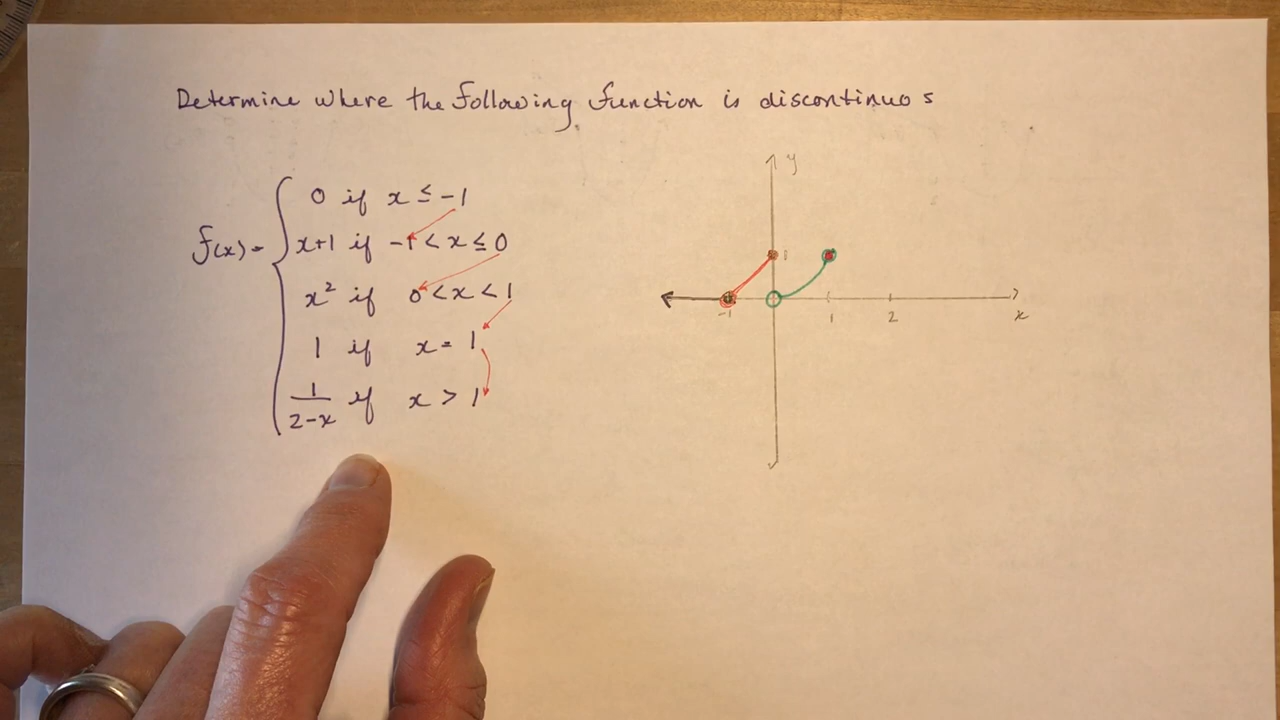 Determine where the following function is discontinuos
f(x) = 
0 if x ≤ -1
x+1 if -1 < x ≤ 0
x² if 0 < x < 1
1 if x = 1
1/2-x if x > 1
y
1
-1 1 2
x